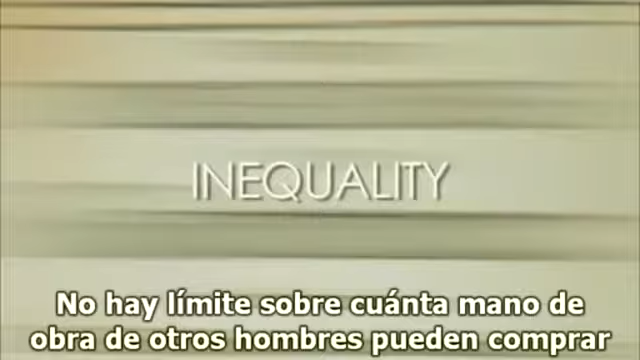 INEQUALITY
No hay límite sobre cuánta mano de
obra de otros hombres pueden comprar